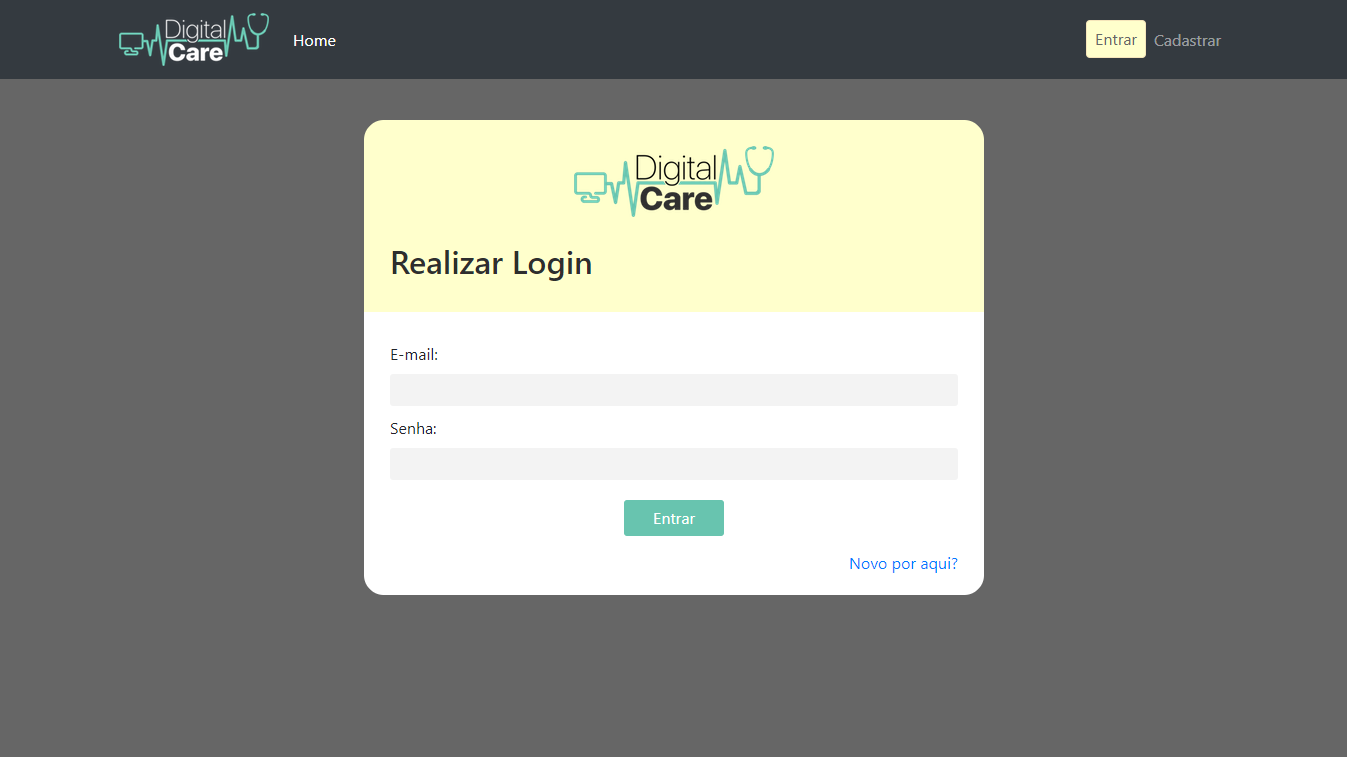 Digital
Care
Home
Entrar
Cadastrar
Digital
Care
Realizar Login
E-mail:
Senha:
Entrar
Novo por aqui?